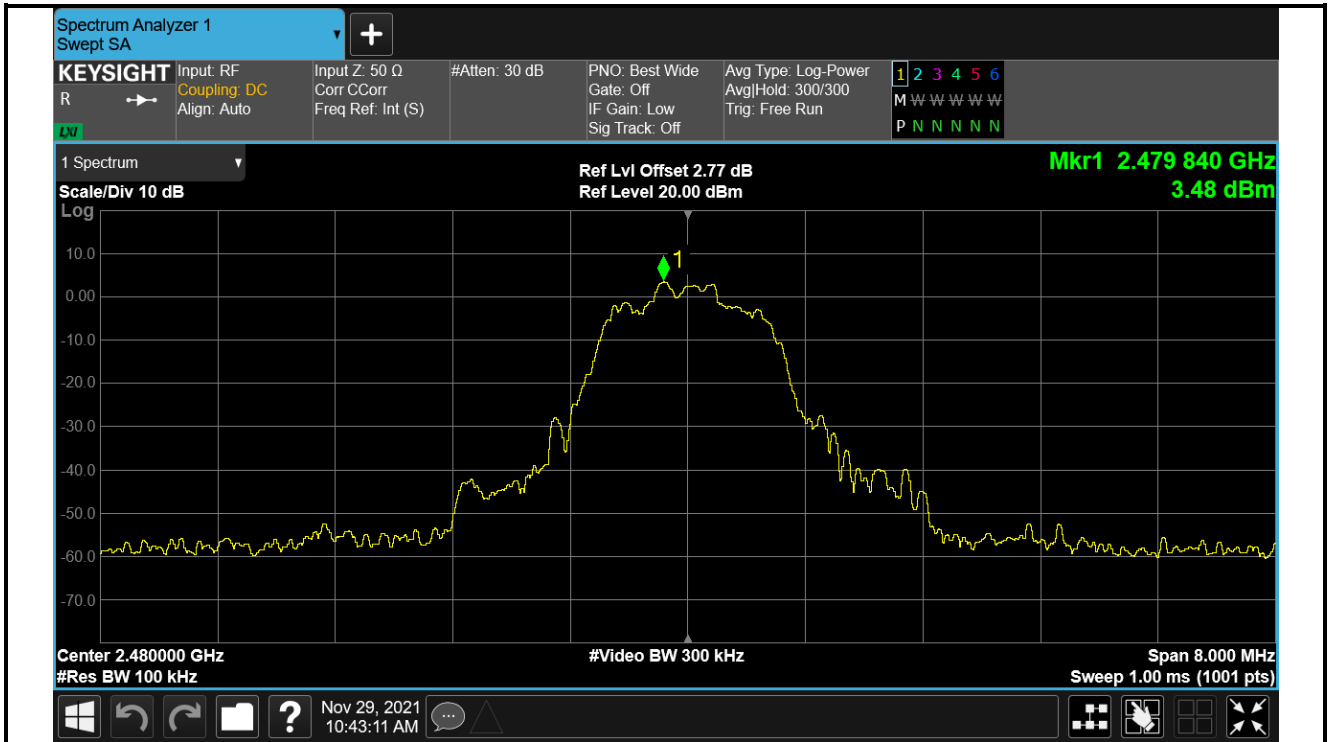 Spectrum Analyzer 1
Swept SA
+
KEYSIGHT
R
LXI
Input: RF
Coupling: DC
Align: Auto
Input Z: 50 Ω
Corr CCorr
Freq Ref: Int (S)
#Atten: 30 dB
PNO: Best Wide
Gate: Off
IF Gain: Low
Sig Track: Off
Avg Type: Log-Power
Avg|Hold: 300/300
Trig: Free Run
1 2 3 4 5 6
M W W W W W
P N N N N N
1 Spectrum
Scale/Div 10 dB
Ref Lvl Offset 2.77 dB
Ref Level 20.00 dBm
Mkr1 2.479 840 GHz
3.48 dBm
Log
10.0
0.00
-10.0
-20.0
-30.0
-40.0
-50.0
-60.0
-70.0
1
Center 2.480000 GHz
#Res BW 100 kHz
#Video BW 300 kHz
Span 8.000 MHz
Sweep 1.00 ms (1001 pts)
?
Nov 29, 2021
10:43:11 AM